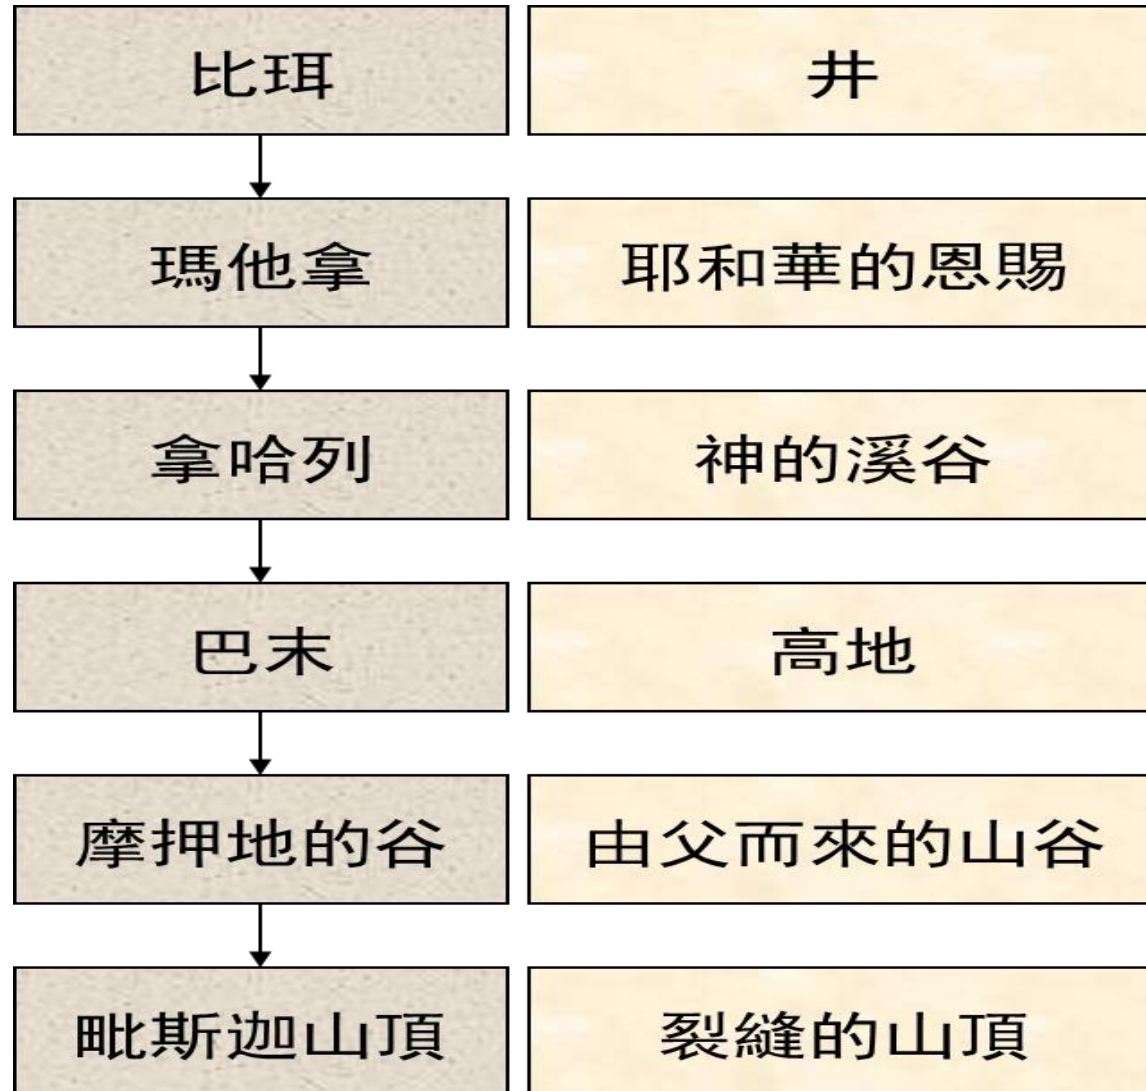 比珥 井
瑪他拿 耶和華的恩賜
拿哈列 神的溪谷
巴末 高地
摩押地的谷 由父而來的山谷
毗斯迦山頂 裂縫的山頂